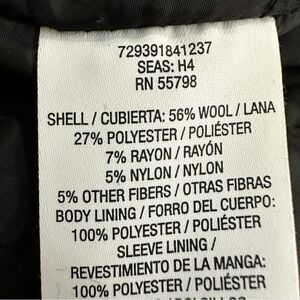 729391841237
SEAS: H4
RN 55798
SHELL / CUBIERTA: 56% WOOL / LANA
27% POLYESTER / POLIÉSTER
7% RAYON / RAYÓN
5% NYLON / NYLON
5% OTHER FIBERS / OTRAS FIBRAS
BODY LINING / FORRO DEL CUERPO:
100% POLYESTER / POLIÉSTER
SLEEVE LINING /
REVESTIMENTO DE LA MANGA:
100% POLYESTER / POLIÉSTER